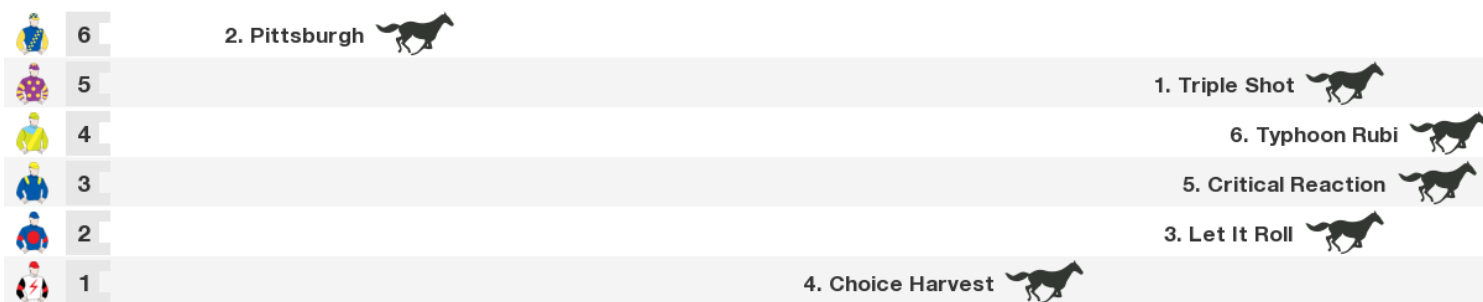 6 2. Pittsburgh
5 1. Triple Shot
4 6. Typhoon Rubi
3 5. Critical Reaction
2 3. Let It Roll
1 4. Choice Harvest